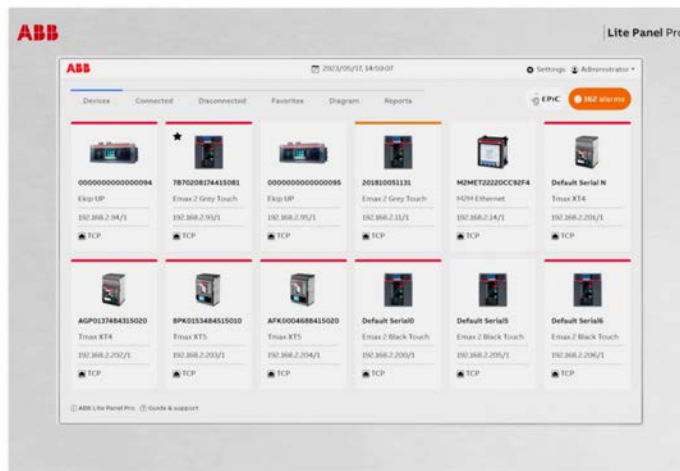 ABB
Lite Panel Pro
ABB
2023/05/17, 14:50:07
Settings
Administrator
Devices
Connected
Disconnected
Favorites
Diagram
Reports
EPiC
162 alarms
0000000000000094
Ekip UP
192.168.2.94/1
TCP
7B70208174415081
Emax 2 Grey Touch
192.168.2.93/1
TCP
0000000000000095
Ekip UP
192.168.2.95/1
TCP
201810051131
Emax 2 Grey Touch
192.168.2.11/1
TCP
M2MET22220CC92F4
M2M Ethernet
192.168.2.14/1
TCP
Default Serial N
Tmax XT4
192.168.2.201/1
TCP
AGP0137484315020
Tmax XT4
192.168.2.202/1
TCP
BPK0153484515010
Tmax XT5
192.168.2.203/1
TCP
AFK0004688415020
Tmax XT5
192.168.2.204/1
TCP
Default Serial0
Emax 2 Black Touch
192.168.2.200/1
TCP
Default Serial5
Emax 2 Black Touch
192.168.2.205/1
TCP
Default Serial6
Emax 2 Black Touch
192.168.2.206/1
TCP
ABB Lite Panel Pro
Guide & support